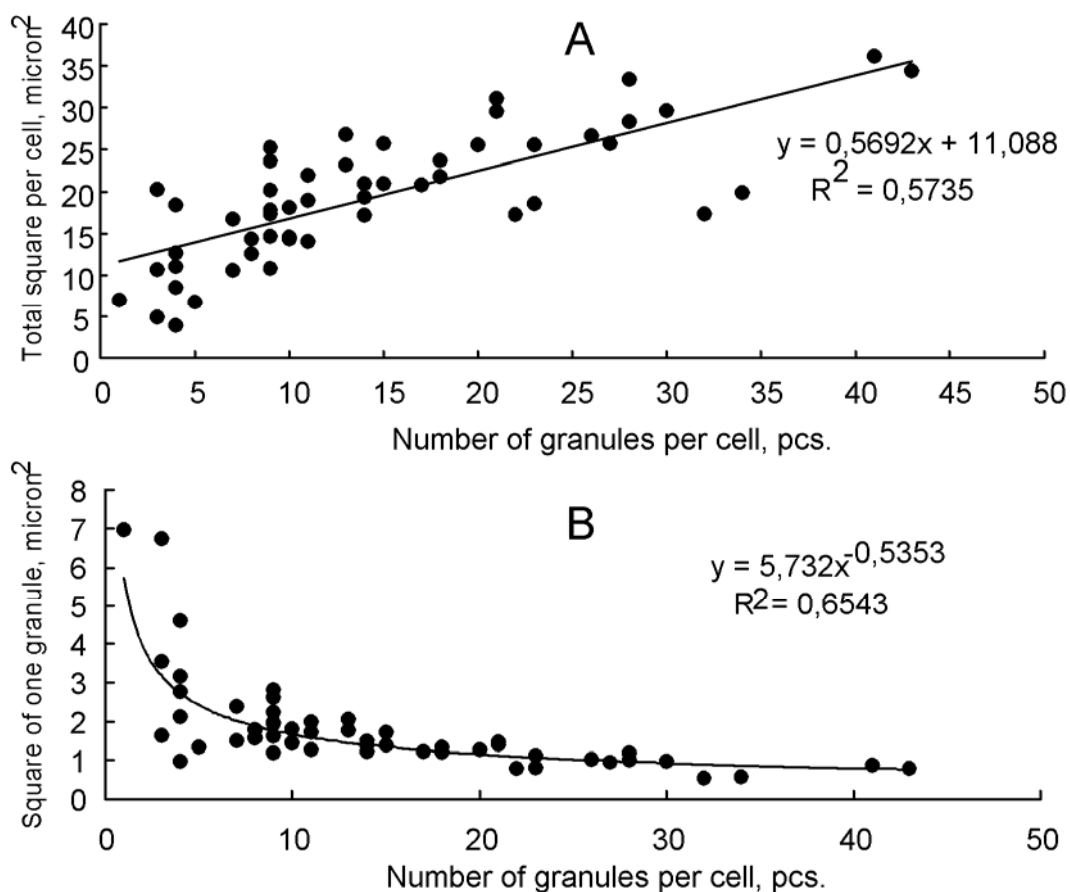 A
Total square per cell, micron²
40
35
30
25
20
15
10
5
0
y = 0,5692x + 11,088
R² = 0,5735
0 5 10 15 20 25 30 35 40 45 50
Number of granules per cell, pcs.
B
Square of one granule, micron²
8
7
6
5
4
3
2
1
0
y = 5,732x⁻⁰,⁵³⁵³
R² = 0,6543
0 10 20 30 40 50
Number of granules per cell, pcs.